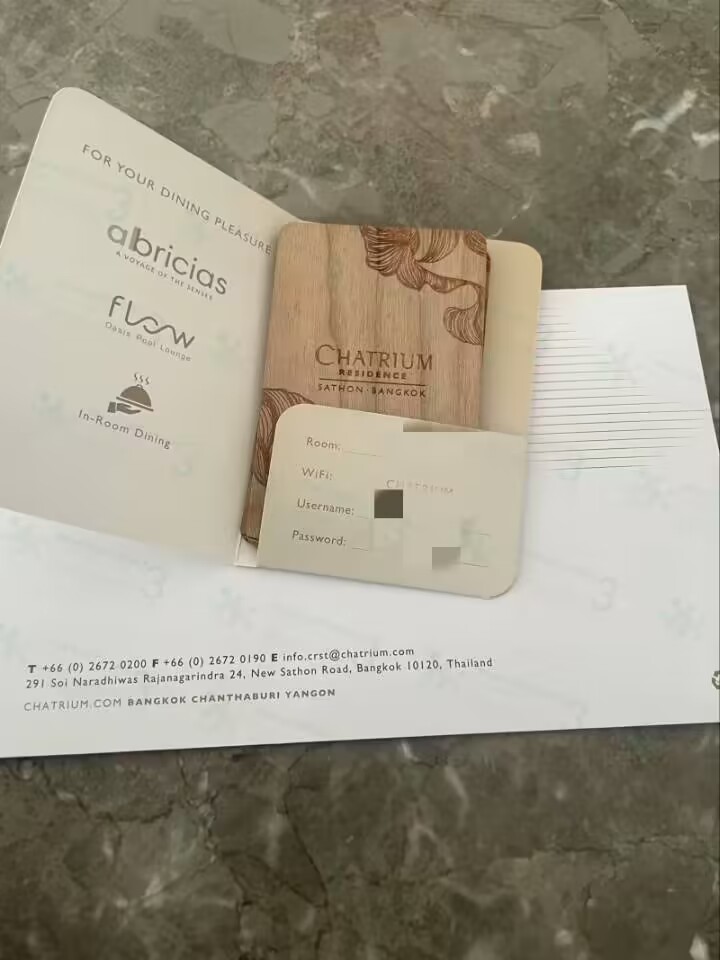 FOR YOUR DINING PLEASURE
albricias
A VOYAGE OF THE SENSES
flow
Oasis Pool Lounge
In-Room Dining
CHATRIUM
RESIDENCE
SATHON · BANGKOK
Room:
WiFi: CHATRIUM
Username:
Password:
T +66 (0) 2672 0200 F +66 (0) 2672 0190 E info.crst@chatrium.com
291 Soi Naradhiwas Rajanagarindra 24, New Sathon Road, Bangkok 10120, Thailand
CHATRIUM.COM BANGKOK CHANTHABURI YANGON